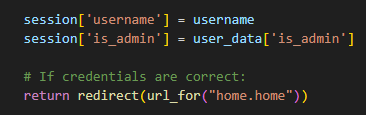 session['username'] = username
session['is_admin'] = user_data['is_admin']
# If credentials are correct:
return redirect(url_for("home.home"))